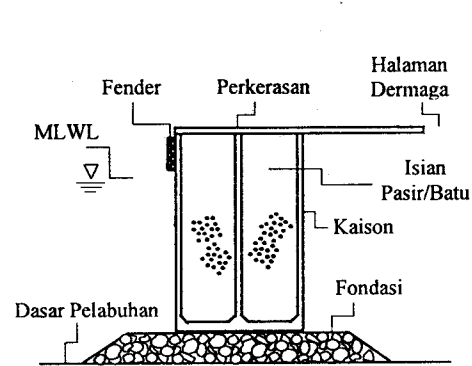 Halaman
Dermaga
Fender
Perkerasan
MLWL
Isian
Pasir/Batu
Kaison
Fondasi
Dasar Pelabuhan